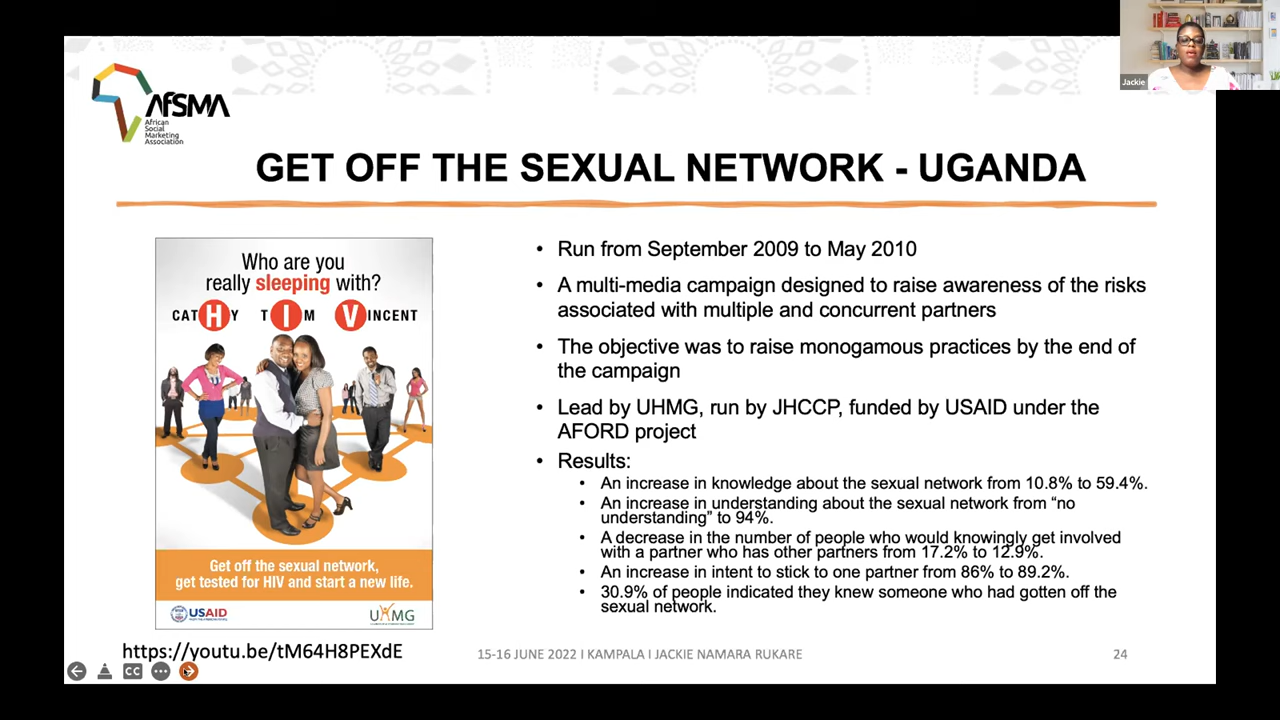 Jackie
AfSMA
African
Social
Marketing
Association
GET OFF THE SEXUAL NETWORK - UGANDA
Who are you
really sleeping with?
CATHY TIM VINCENT
Get off the sexual network,
get tested for HIV and start a new life.
USAID
UHMG
https://youtu.be/tM64H8PEXdE
• Run from September 2009 to May 2010
• A multi-media campaign designed to raise awareness of the risks
associated with multiple and concurrent partners
• The objective was to raise monogamous practices by the end of
the campaign
• Lead by UHMG, run by JHCCP, funded by USAID under the
AFORD project
• Results:
• An increase in knowledge about the sexual network from 10.8% to 59.4%.
• An increase in understanding about the sexual network from “no
understanding” to 94%.
• A decrease in the number of people who would knowingly get involved
with a partner who has other partners from 17.2% to 12.9%.
• An increase in intent to stick to one partner from 86% to 89.2%.
• 30.9% of people indicated they knew someone who had gotten off the
sexual network.
15-16 JUNE 2022 I KAMPALA I JACKIE NAMARA RUKARE
24
CC